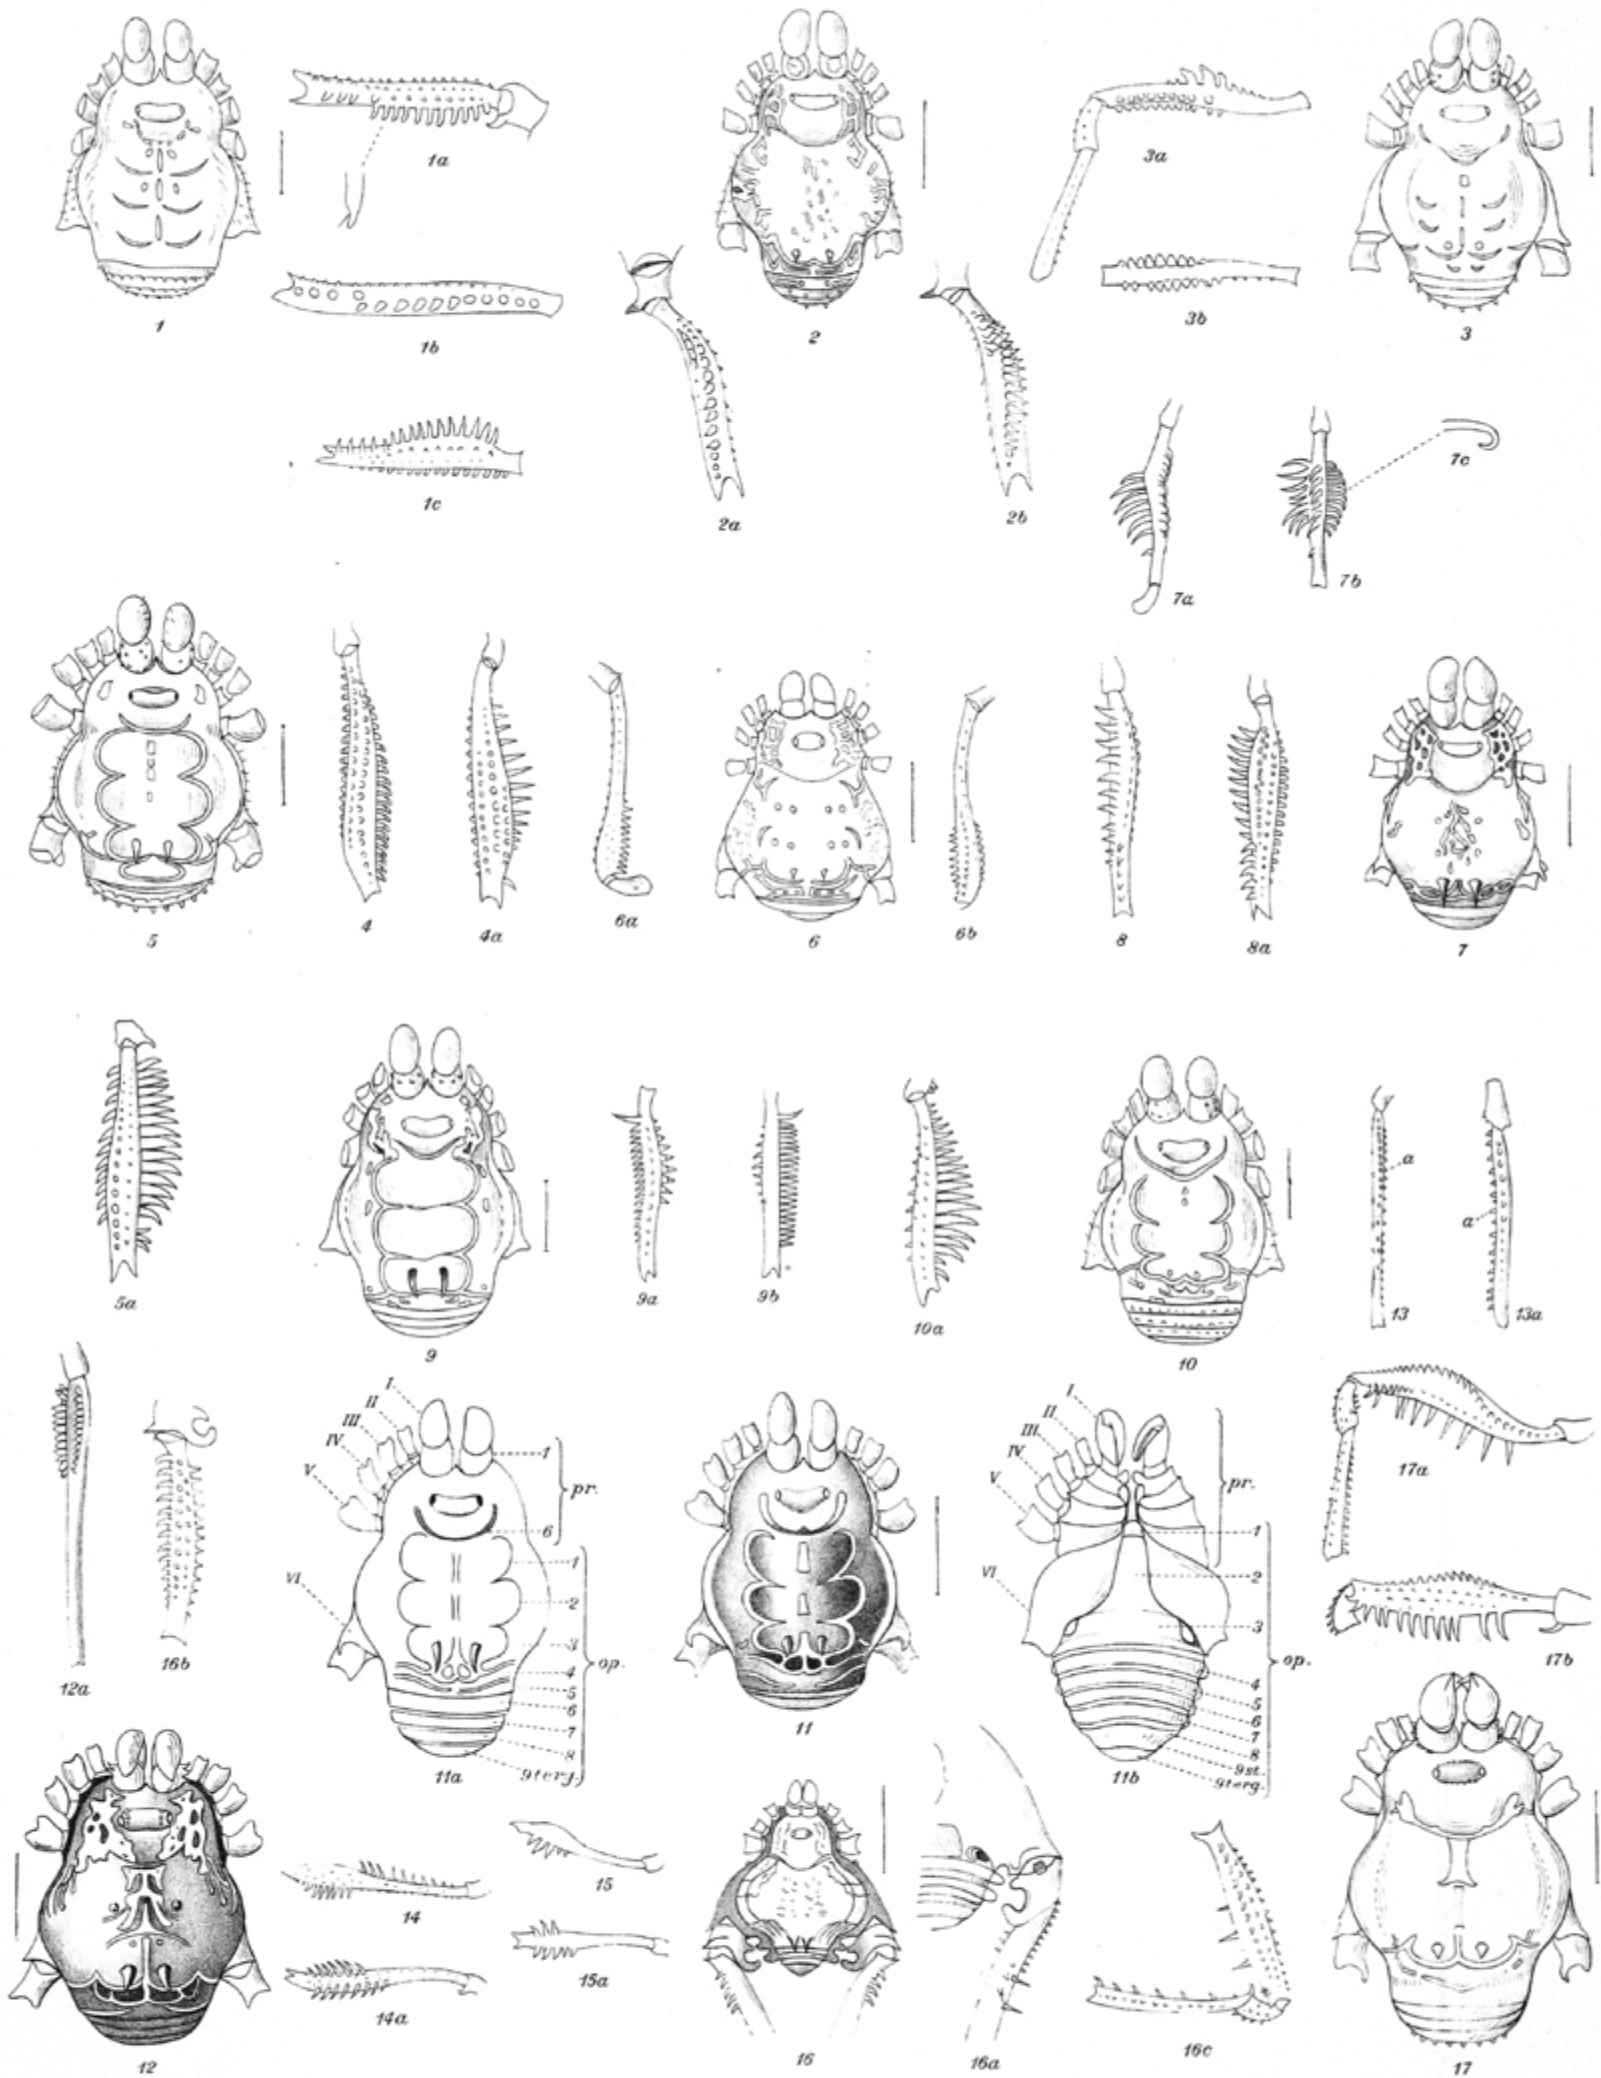 1a
3a
1
1b
2
3b
3
1c
2a
2b
7a
7b
7c
5
4
4a
6a
6
6b
8
8a
7
5a
9
9a
9b
10a
10
a
13
a
13a
12a
16b
I
II
III
IV
V
VI
1
pr.
6
1
2
3
4
5
6
7
8
9terg.
op.
11a
11
I
II
III
IV
V
VI
pr.
1
2
3
4
5
6
7
8
9st.
9terg.
op.
11b
17a
17b
12
14
14a
15
15a
16
16a
16c
17